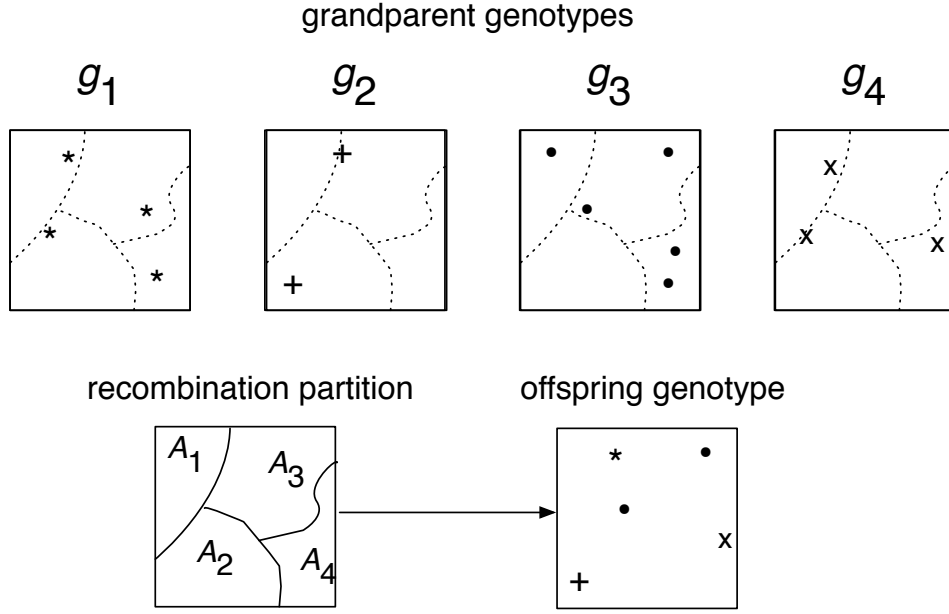 grandparent genotypes
g1 g2 g3 g4
recombination partition offspring genotype
A1 A3
A2 A4